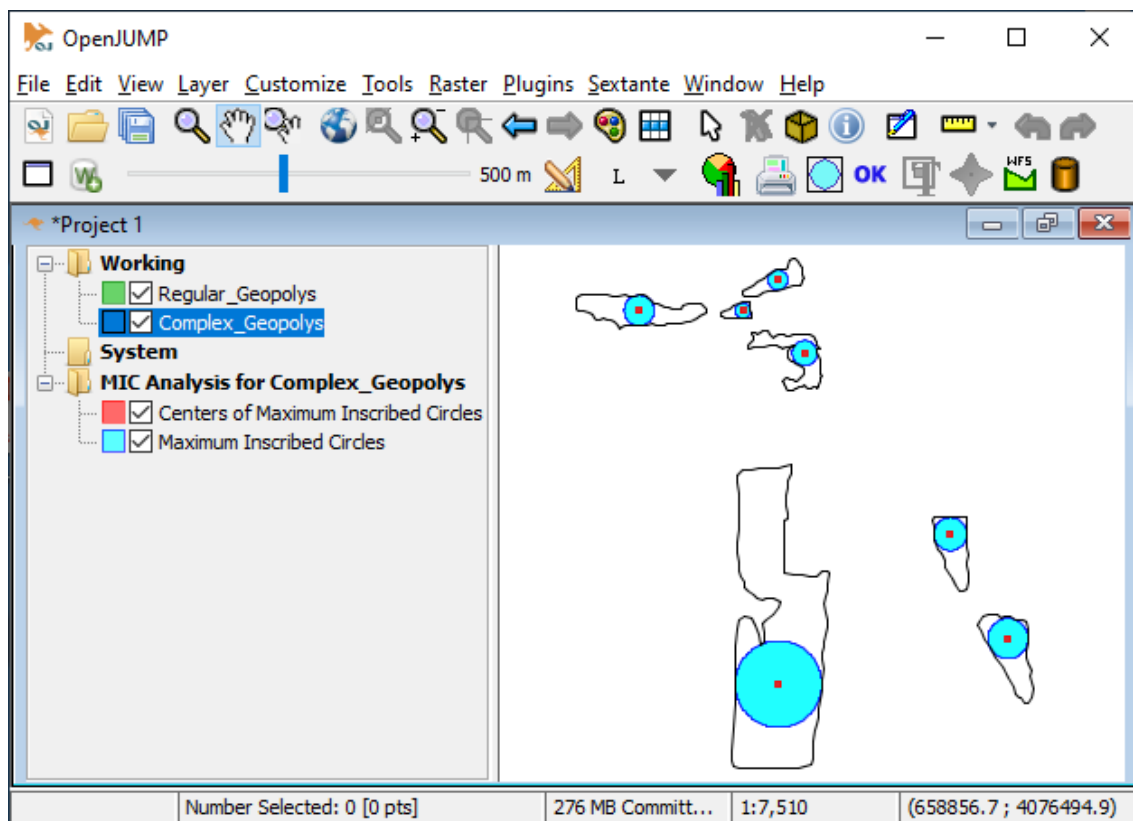 OpenJUMP
File Edit View Layer Customize Tools Raster Plugins Sextante Window Help
500 m L OK WFS
*Project 1
Working
Regular_Geopolys
Complex_Geopolys
System
MIC Analysis for Complex_Geopolys
Centers of Maximum Inscribed Circles
Maximum Inscribed Circles
Number Selected: 0 [0 pts] 276 MB Committ... 1:7,510 (658856.7 ; 4076494.9)